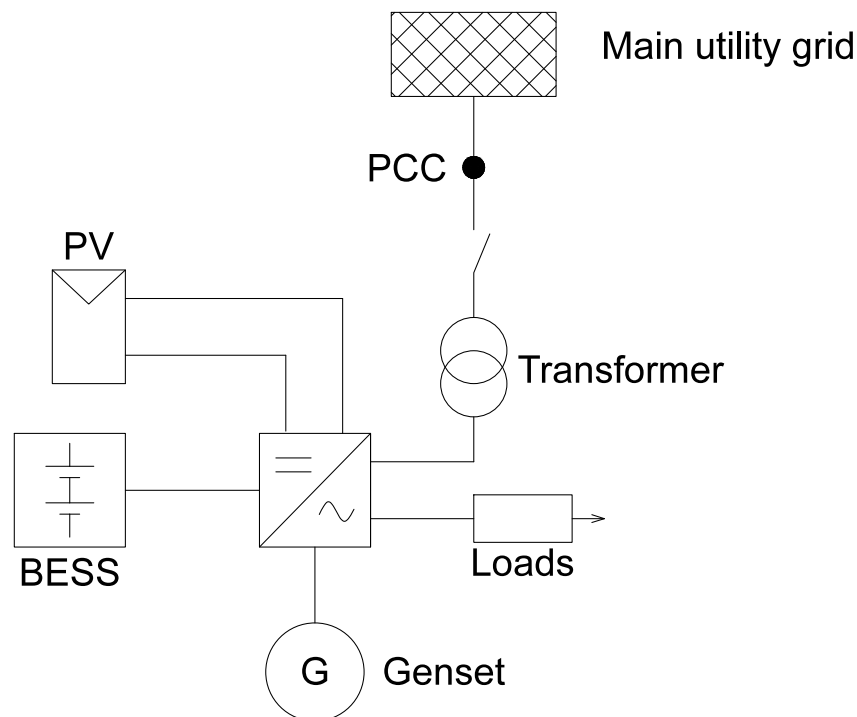 Main utility grid
PCC
PV
Transformer
BESS
Loads
G
Genset